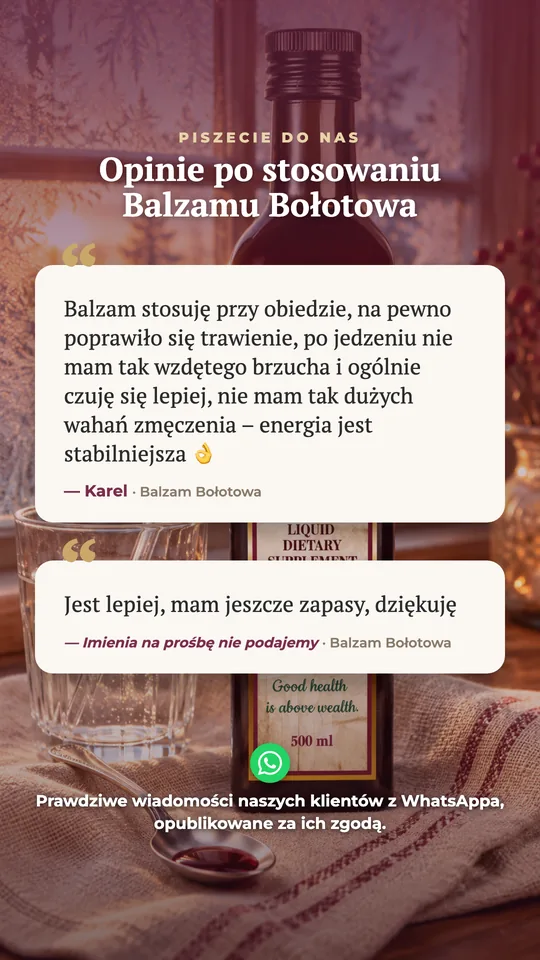 PISZECIE DO NAS
Opinie po stosowaniu
Balzamu Bołotowa
Balzam stosuję przy obiedzie, na pewno
poprawiło się trawienie, po jedzeniu nie
mam tak wzdętego brzucha i ogólnie
czuję się lepiej, nie mam tak dużych
wahań zmęczenia – energia jest
stabilniejsza 👌
— Karel · Balzam Bołotowa
LIQUID
DIETARY
SUPPLEMENT
Jest lepiej, mam jeszcze zapasy, dziękuję
— Imienia na prośbę nie podajemy · Balzam Bołotowa
Good health
is above wealth.
500 ml
Prawdziwe wiadomości naszych klientów z WhatsAppa,
opublikowane za ich zgodą.